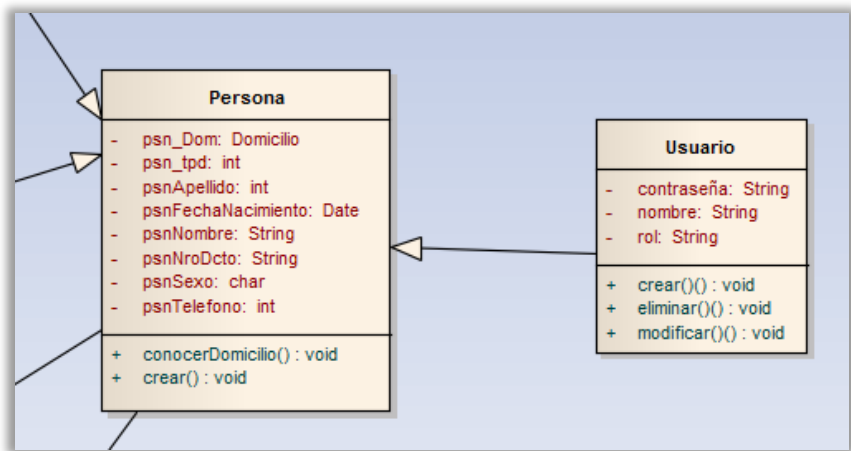 Persona
- psn_Dom: Domicilio
- psn_tpd: int
- psnApellido: int
- psnFechaNacimiento: Date
- psnNombre: String
- psnNroDcto: String
- psnSexo: char
- psnTelefono: int
+ conocerDomicilio() : void
+ crear() : void
Usuario
- contraseña: String
- nombre: String
- rol: String
+ crear()() : void
+ eliminar()() : void
+ modificar()() : void